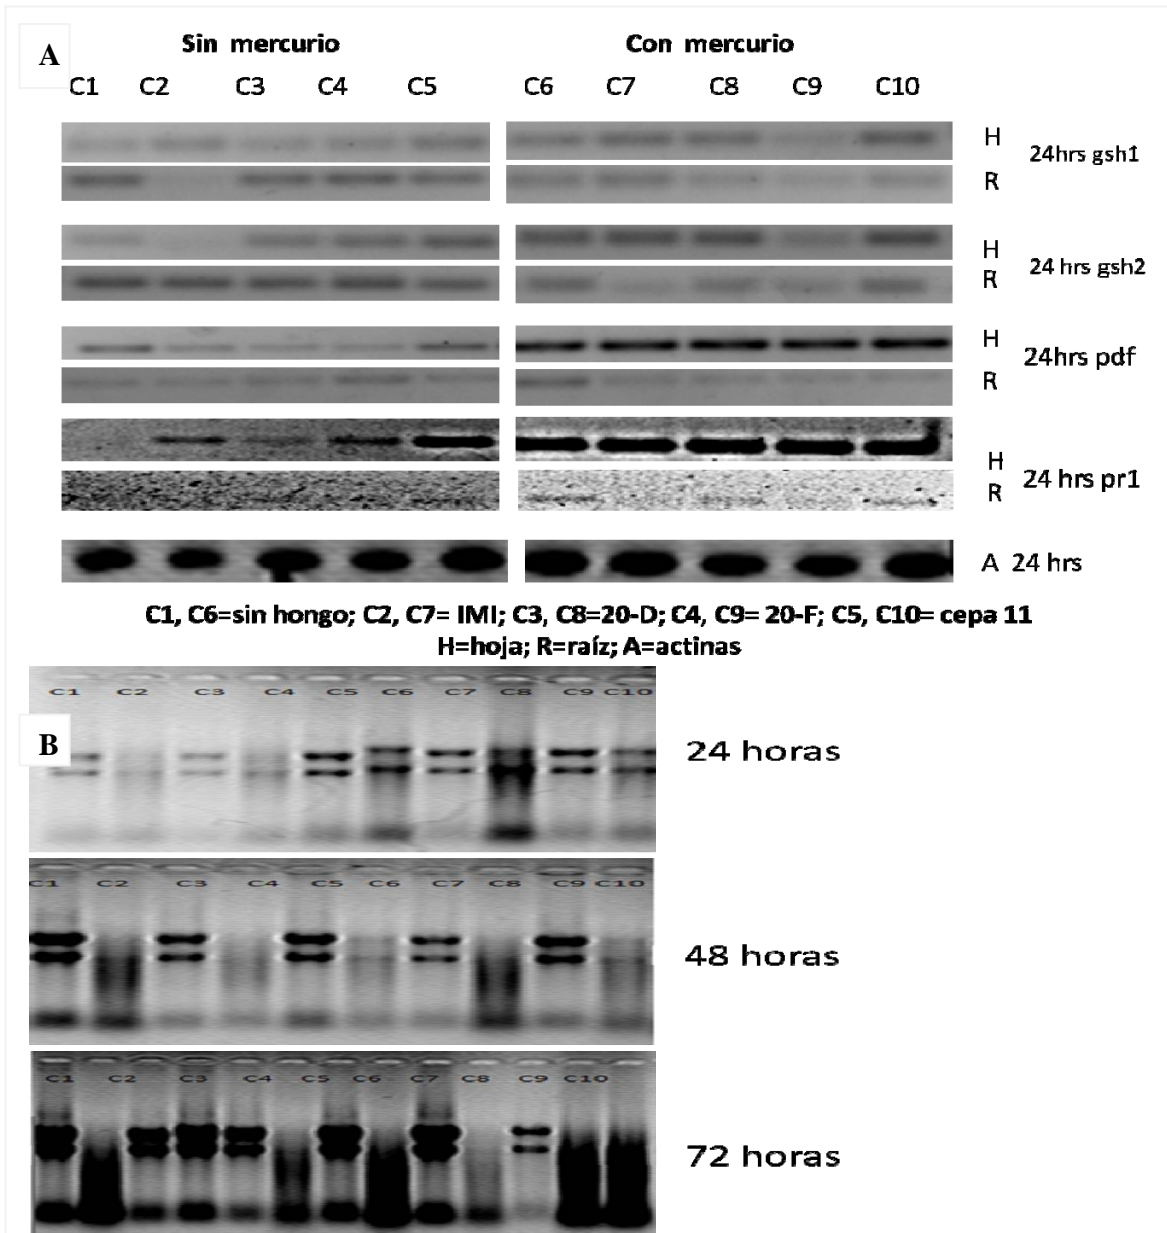 A
Sin mercurio Con mercurio
C1 C2 C3 C4 C5 C6 C7 C8 C9 C10
H
24hrs gsh1
R
H
24 hrs gsh2
R
H
24hrs pdf
R
H
24 hrs pr1
R
A 24 hrs
C1, C6=sin hongo; C2, C7= IMI; C3, C8=20-D; C4, C9= 20-F; C5, C10= cepa 11
H=hoja; R=raíz; A=actinas
B
C1 C2 C3 C4 C5 C6 C7 C8 C9 C10
24 horas
C1 C2 C3 C4 C5 C6 C7 C8 C9 C10
48 horas
C1 C2 C3 C4 C5 C6 C7 C8 C9 C10
72 horas